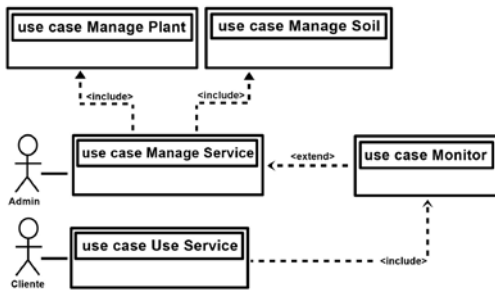 use case Manage Plant
use case Manage Soil
<include>
<include>
use case Manage Service
<extend>
use case Monitor
Admin
use case Use Service
<include>
Cliente